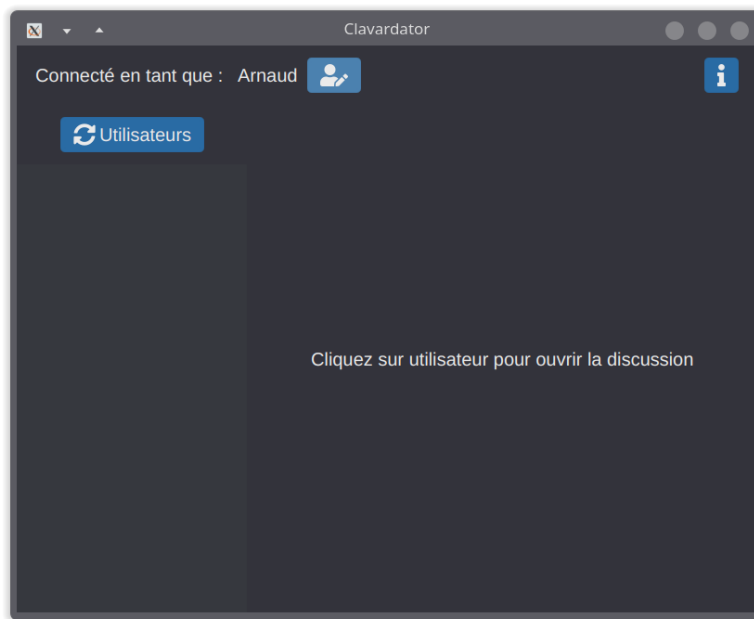 Clavardator
Connecté en tant que : Arnaud
Utilisateurs
Cliquez sur utilisateur pour ouvrir la discussion